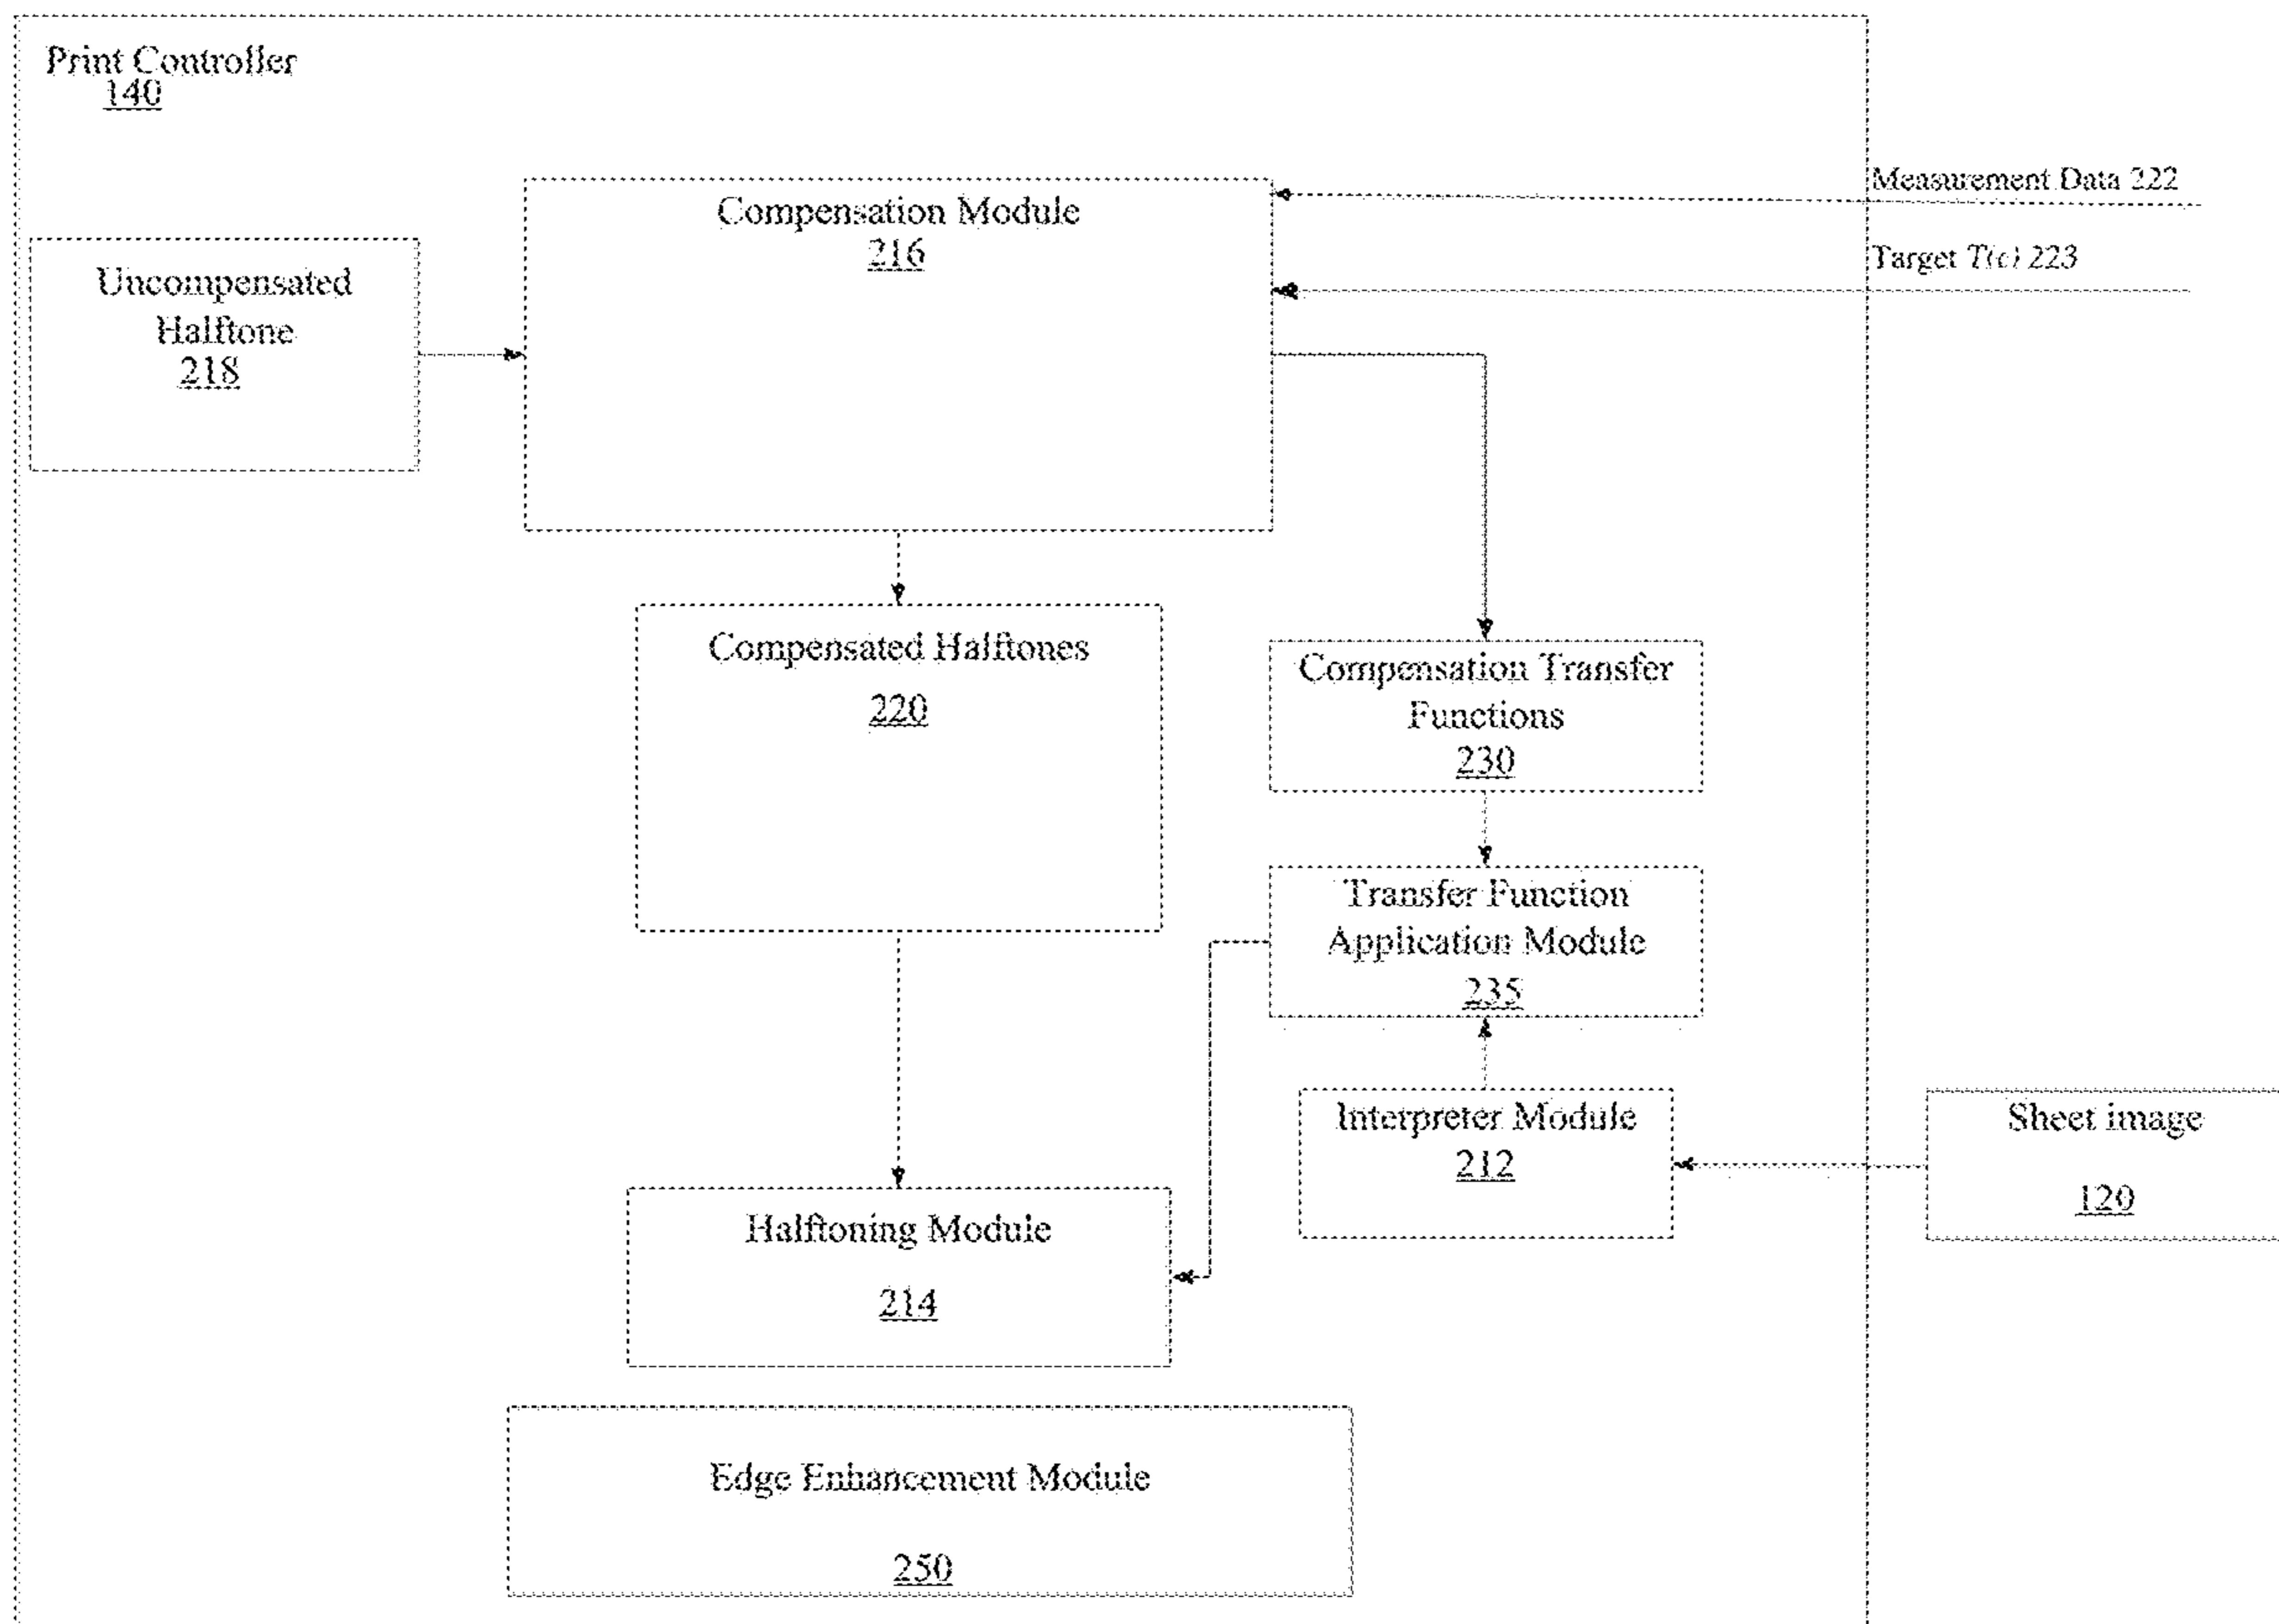 Print Controller
140
Measurement Data 222
Compensation Module
216
Target T(c) 223
Uncompensated
Halftone
218
Compensated Halftones
220
Compensation Transfer
Functions
230
Transfer Function
Application Module
235
Interpreter Module
212
Sheet image
120
Halftoning Module
214
Edge Enhancement Module
250